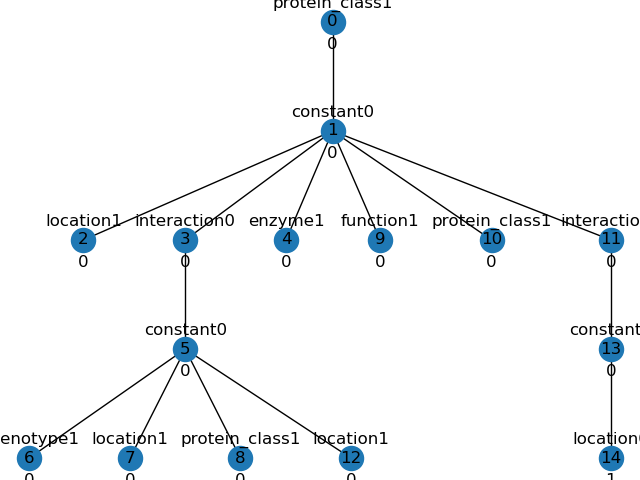 protein_class1
0
0
constant0
1
0
location1 interaction0 enzyme1 function1 protein_class1 interactio
2 3 4 9 10 11
0 0 0 0 0 0
constant0 constant
5 13
0 0
enotype1 location1 protein_class1 location1 location
6 7 8 12 14
0 0 0 0 1